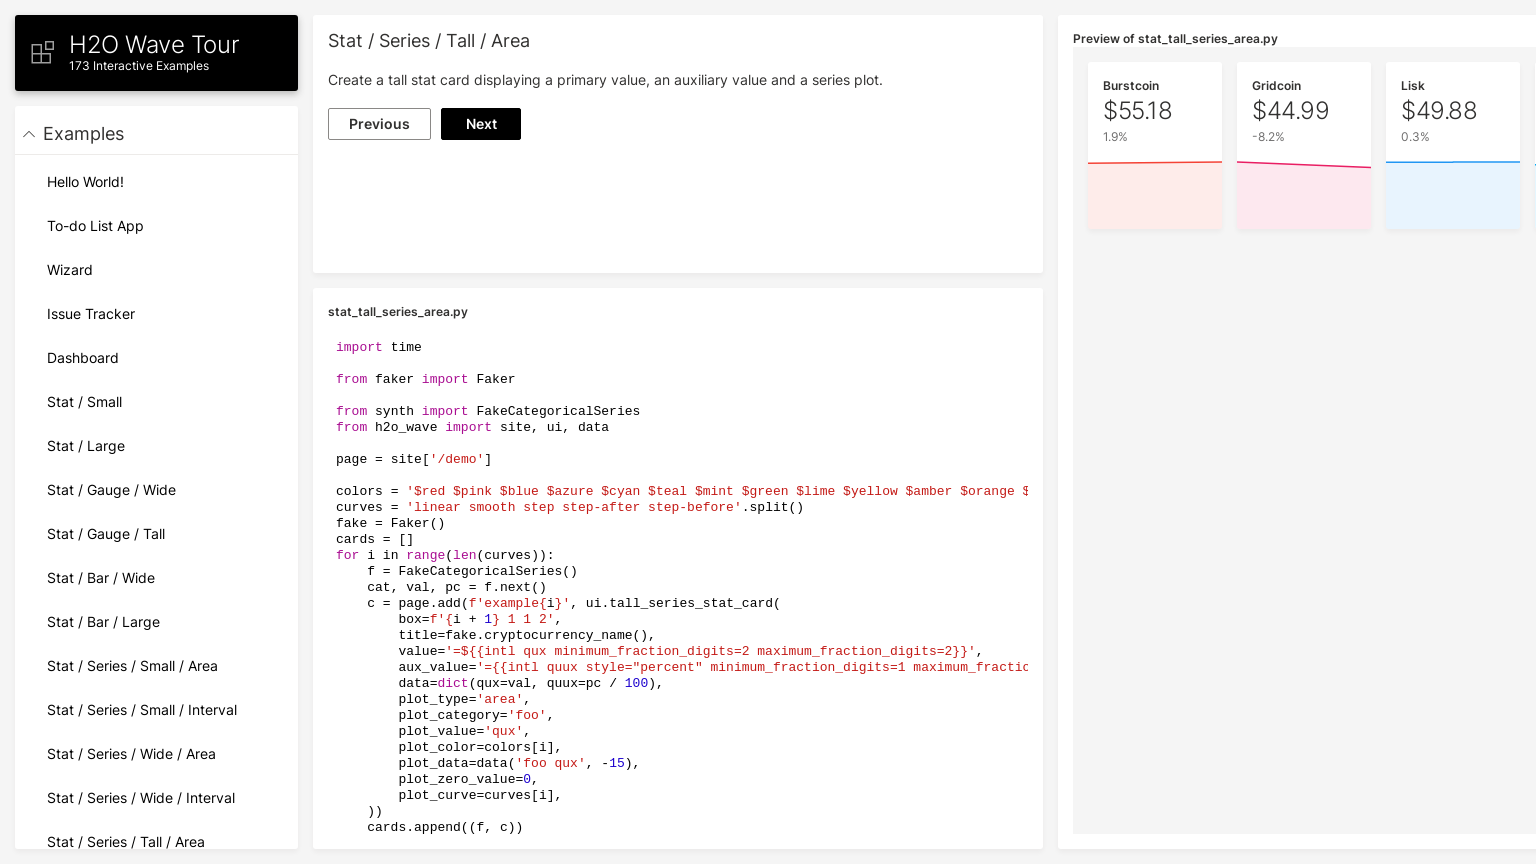 H2O Wave Tour
173 Interactive Examples
Examples
Hello World!
To-do List App
Wizard
Issue Tracker
Dashboard
Stat / Small
Stat / Large
Stat / Gauge / Wide
Stat / Gauge / Tall
Stat / Bar / Wide
Stat / Bar / Large
Stat / Series / Small / Area
Stat / Series / Small / Interval
Stat / Series / Wide / Area
Stat / Series / Wide / Interval
Stat / Series / Tall / Area
Stat / Series / Tall / Area
Create a tall stat card displaying a primary value, an auxiliary value and a series plot.
Previous
Next
stat_tall_series_area.py
import time
from faker import Faker
from synth import FakeCategoricalSeries
from h2o_wave import site, ui, data
page = site['/demo']
colors = '$red $pink $blue $azure $cyan $teal $mint $green $lime $yellow $amber $orange $
curves = 'linear smooth step step-after step-before'.split()
fake = Faker()
cards = []
for i in range(len(curves)):
    f = FakeCategoricalSeries()
    cat, val, pc = f.next()
    c = page.add(f'example{i}', ui.tall_series_stat_card(
        box=f'{i + 1} 1 1 2',
        title=fake.cryptocurrency_name(),
        value='=${{intl qux minimum_fraction_digits=2 maximum_fraction_digits=2}}',
        aux_value='={{intl quux style="percent" minimum_fraction_digits=1 maximum_fractio
        data=dict(qux=val, quux=pc / 100),
        plot_type='area',
        plot_category='foo',
        plot_value='qux',
        plot_color=colors[i],
        plot_data=data('foo qux', -15),
        plot_zero_value=0,
        plot_curve=curves[i],
    ))
    cards.append((f, c))
Preview of stat_tall_series_area.py
Burstcoin
$55.18
1.9%
Gridcoin
$44.99
-8.2%
Lisk
$49.88
0.3%